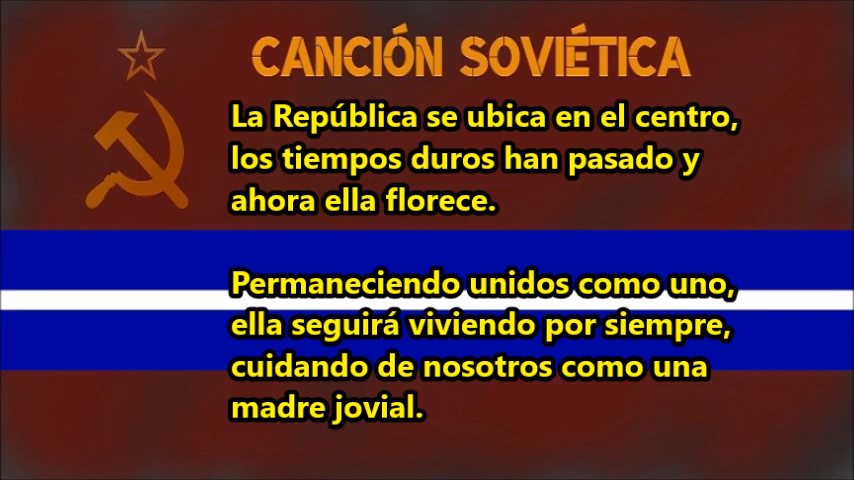 CANCIÓN SOVIÉTICA
La República se ubica en el centro,
los tiempos duros han pasado y
ahora ella florece.
Permaneciendo unidos como uno,
ella seguirá viviendo por siempre,
cuidando de nosotros como una
madre jovial.